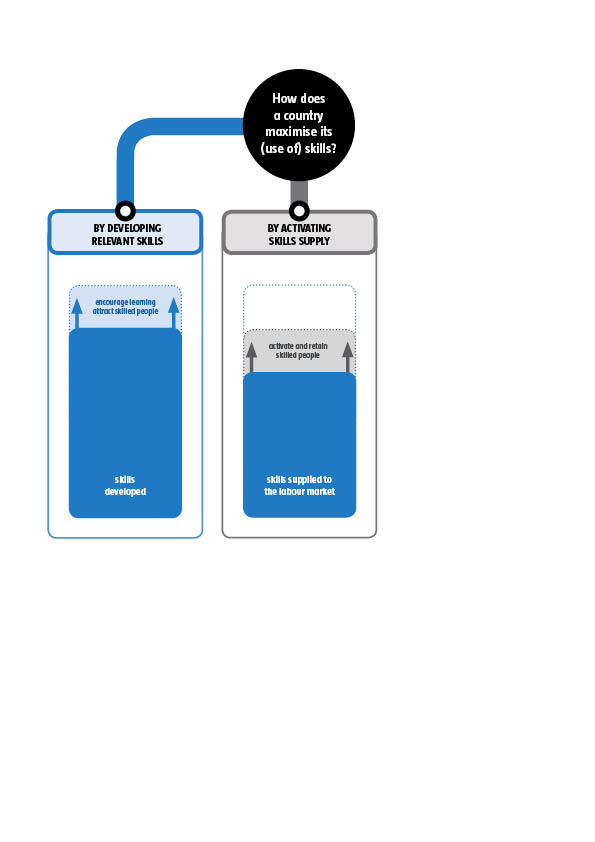 How does
a country
maximise its
(use of) skills?
BY DEVELOPING
RELEVANT SKILLS
BY ACTIVATING
SKILLS SUPPLY
encourage learning
attract skilled people
activate and retain
skilled people
skills
developed
skills supplied to
the labour market